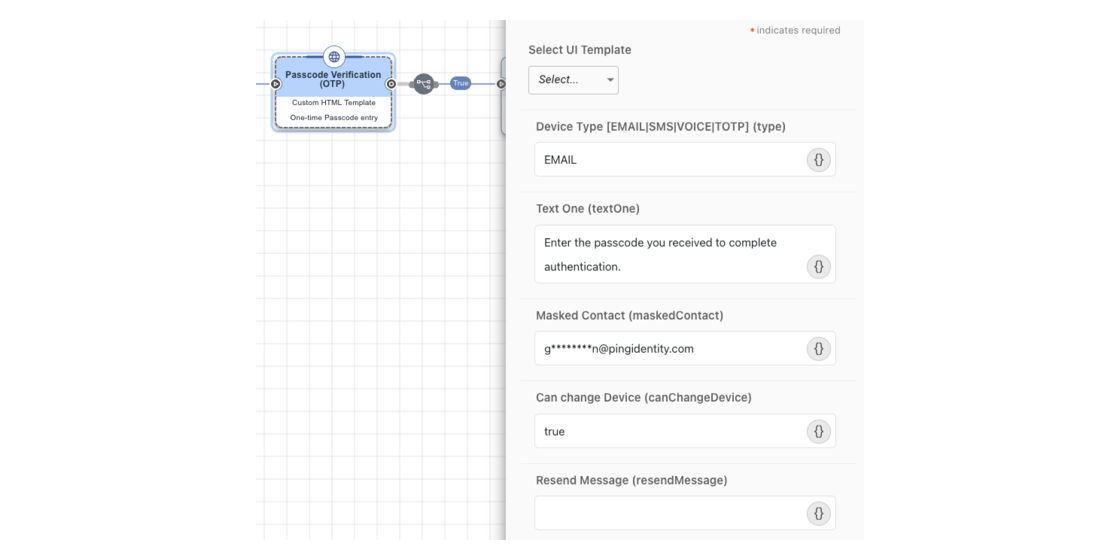 * indicates required
Select UI Template
Select...
Passcode Verification
(OTP)
Custom HTML Template
One-time Passcode entry
True
Device Type [EMAIL|SMS|VOICE|TOTP] (type)
EMAIL
{}
Text One (textOne)
Enter the passcode you received to complete
authentication.
{}
Masked Contact (maskedContact)
g********n@pingidentity.com
{}
Can change Device (canChangeDevice)
true
{}
Resend Message (resendMessage)
{}